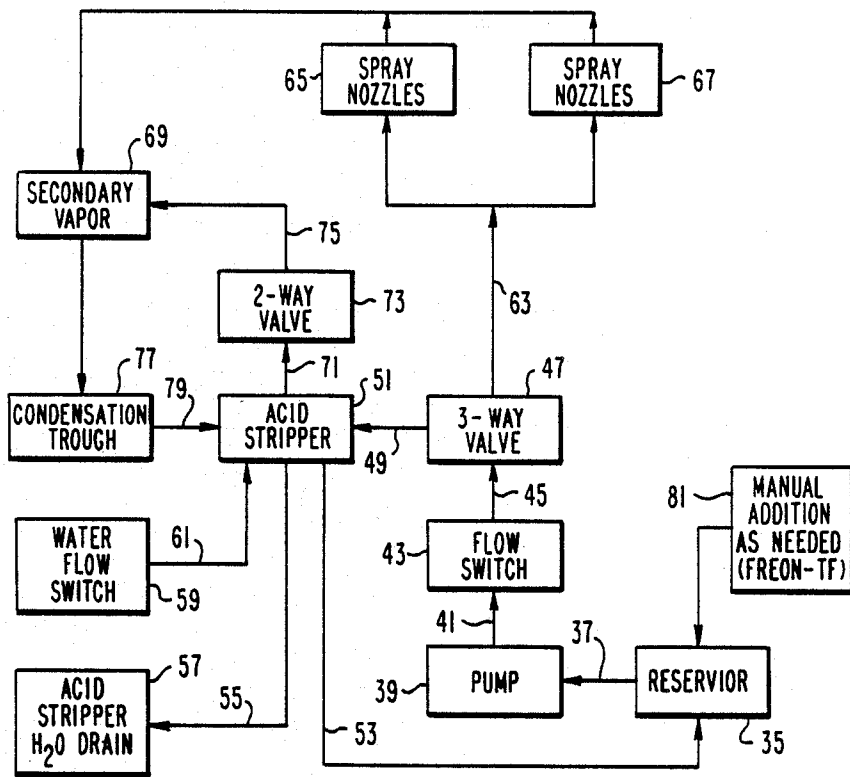 65
SPRAY
NOZZLES
SPRAY
NOZZLES
67
69
SECONDARY
VAPOR
75
2-WAY
VALVE
73
63
77
71
51
47
CONDENSATION
TROUGH
79
ACID
STRIPPER
49
3-WAY
VALVE
45
81
MANUAL
ADDITION
AS NEEDED
(FREON-TF)
WATER
FLOW
SWITCH
61
59
43
FLOW
SWITCH
41
57
ACID
STRIPPER
H2O DRAIN
55
53
39
PUMP
37
RESERVIOR
35